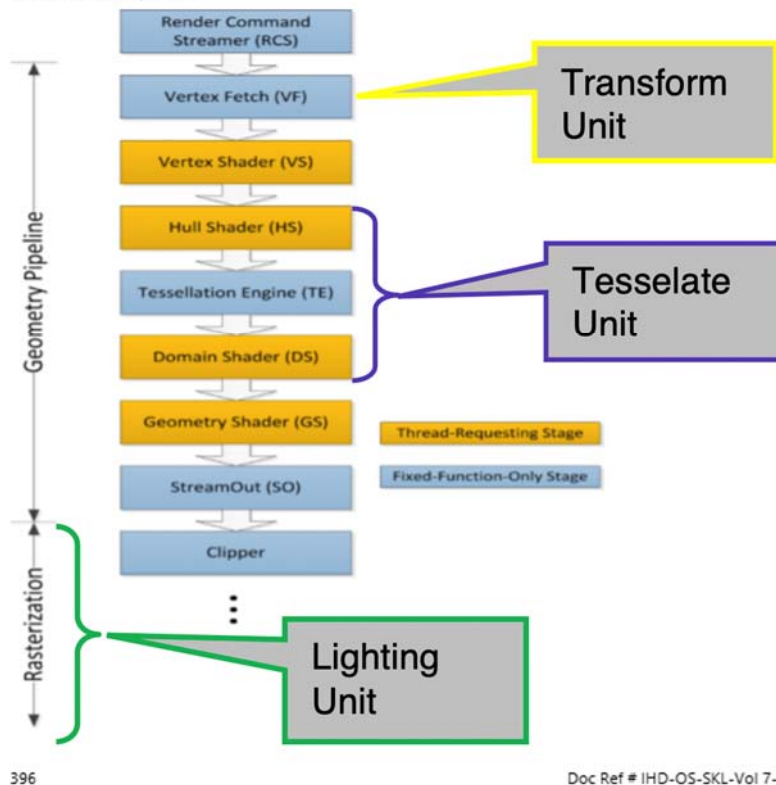 Render Command
Streamer (RCS)
Vertex Fetch (VF)
Transform
Unit
Vertex Shader (VS)
Hull Shader (HS)
Geometry Pipeline
Tessellation Engine (TE)
Tesselate
Unit
Domain Shader (DS)
Geometry Shader (GS)
Thread-Requesting Stage
StreamOut (SO)
Fixed-Function-Only Stage
Clipper
Rasterization
Lighting
Unit
396
Doc Ref # IHD-OS-SKL-Vol 7-